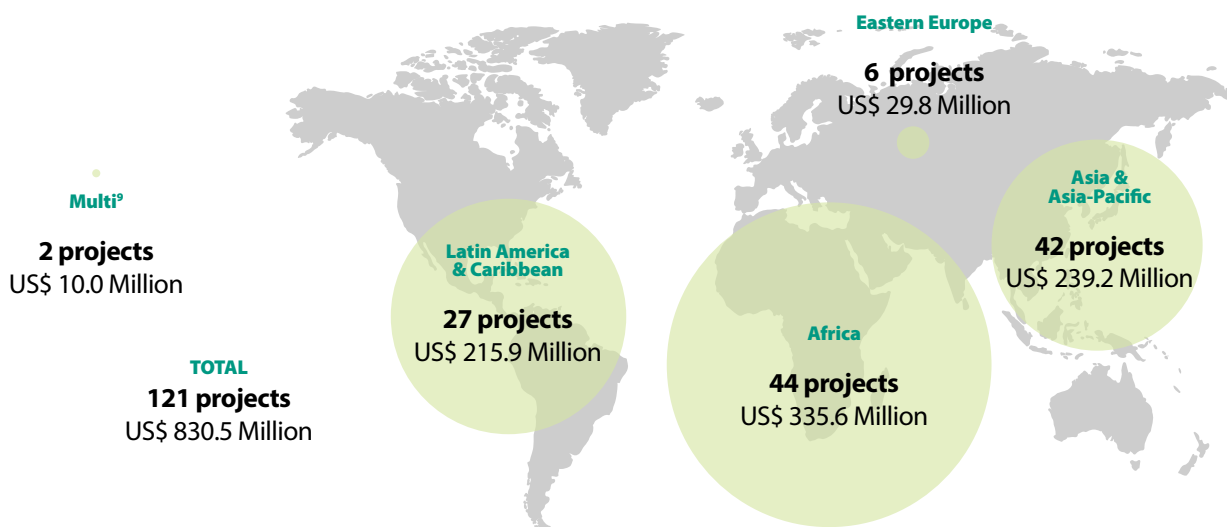 Eastern Europe
6 projects
US$ 29.8 Million
Multi⁹
2 projects
US$ 10.0 Million
Latin America
& Caribbean
27 projects
US$ 215.9 Million
Africa
44 projects
US$ 335.6 Million
Asia &
Asia-Pacific
42 projects
US$ 239.2 Million
TOTAL
121 projects
US$ 830.5 Million